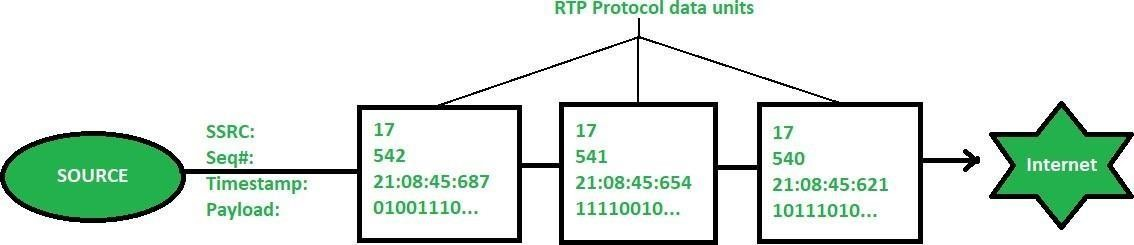 RTP Protocol data units
SOURCE
SSRC:
Seq#:
Timestamp:
Payload:
17
542
21:08:45:687
01001110...
17
541
21:08:45:654
11110010...
17
540
21:08:45:621
10111010...
Internet